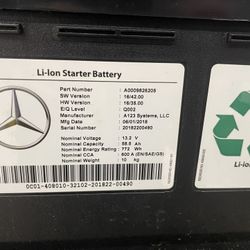 Li-Ion Starter Battery
Part Number : A0009828205
SW Version : 16/42.00
HW Version : 16/35.00
E/Q Level : Q002
Manufacturer : A123 Systems, LLC
Mfg Date : 06/01/2018
Serial Number : 20182200490
Nominal Voltage : 13.2 V
Nominal Capacity : 58.8 Ah
Nominal Energy Rating : 772 Wh
Nominal CCA : 600 A (EN/SAE/GS)
Nominal Weight : 10 kg
0C01-408010-32102-201822-00490
Li-Ion